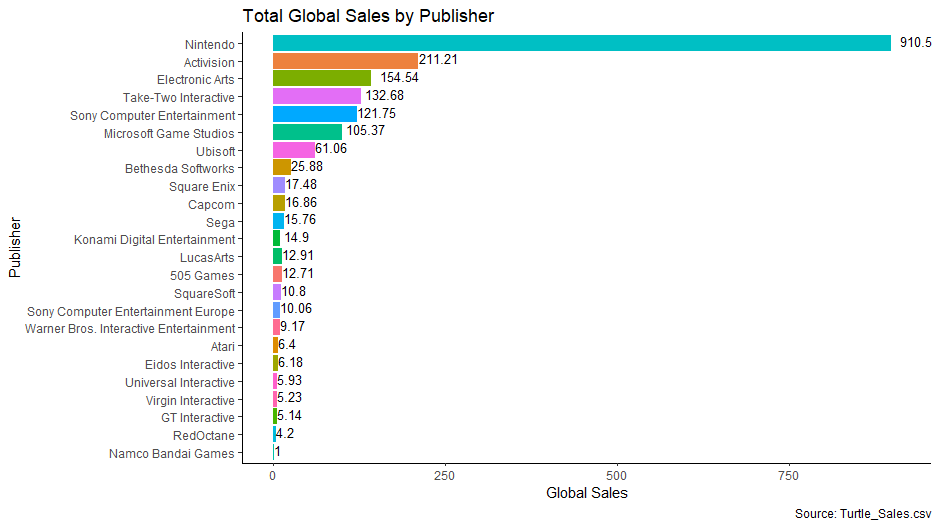 Total Global Sales by Publisher
Nintendo 910.5
Activision 211.21
Electronic Arts 154.54
Take-Two Interactive 132.68
Sony Computer Entertainment 121.75
Microsoft Game Studios 105.37
Ubisoft 61.06
Bethesda Softworks 25.88
Square Enix 17.48
Capcom 16.86
Sega 15.76
Konami Digital Entertainment 14.9
LucasArts 12.91
505 Games 12.71
SquareSoft 10.8
Sony Computer Entertainment Europe 10.06
Warner Bros. Interactive Entertainment 9.17
Atari 6.4
Eidos Interactive 6.18
Universal Interactive 5.93
Virgin Interactive 5.23
GT Interactive 5.14
RedOctane 4.2
Namco Bandai Games 1
Publisher
0 250 500 750
Global Sales
Source: Turtle_Sales.csv